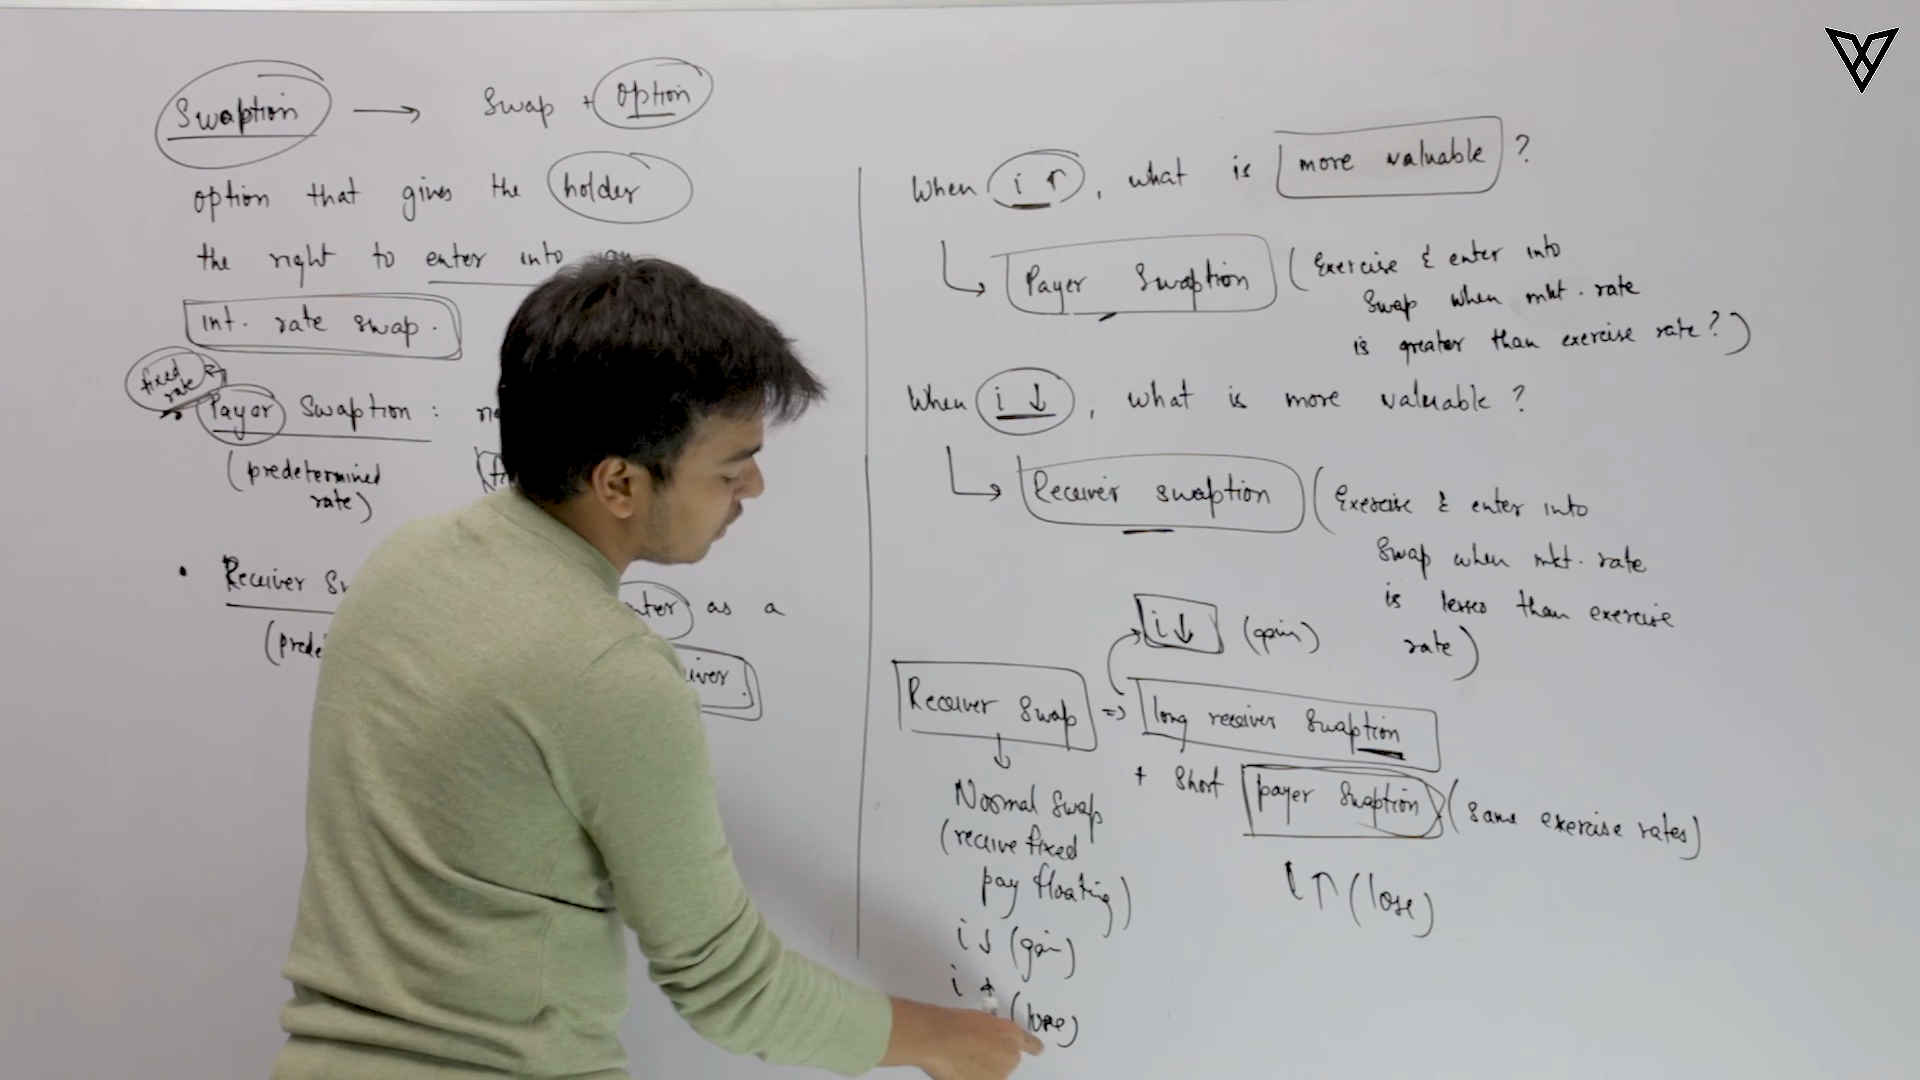 Swaption → Swap + option
option that gives the holder
the right to enter into an
int. rate swap.
fixed rate
Payer Swaption :
(predetermined
rate)
• Receiver
enter as a
When i ↑, what is more valuable ?
Payer Swaption (Exercise & enter into
Swap when mkt. rate
is greater than exercise rate?)
When i ↓, what is more valuable ?
Receiver swaption (Exercise & enter into
Swap when mkt. rate
is lesser than exercise
rate)
i↓ (gain)
Receiver Swap => long receiver Swaption
+ Short payer Swaption (same exercise rates)
↓
Normal Swap
(receive fixed
pay floating)
i↑ (lose)
i↓ (gain)
i ↑
(lose)